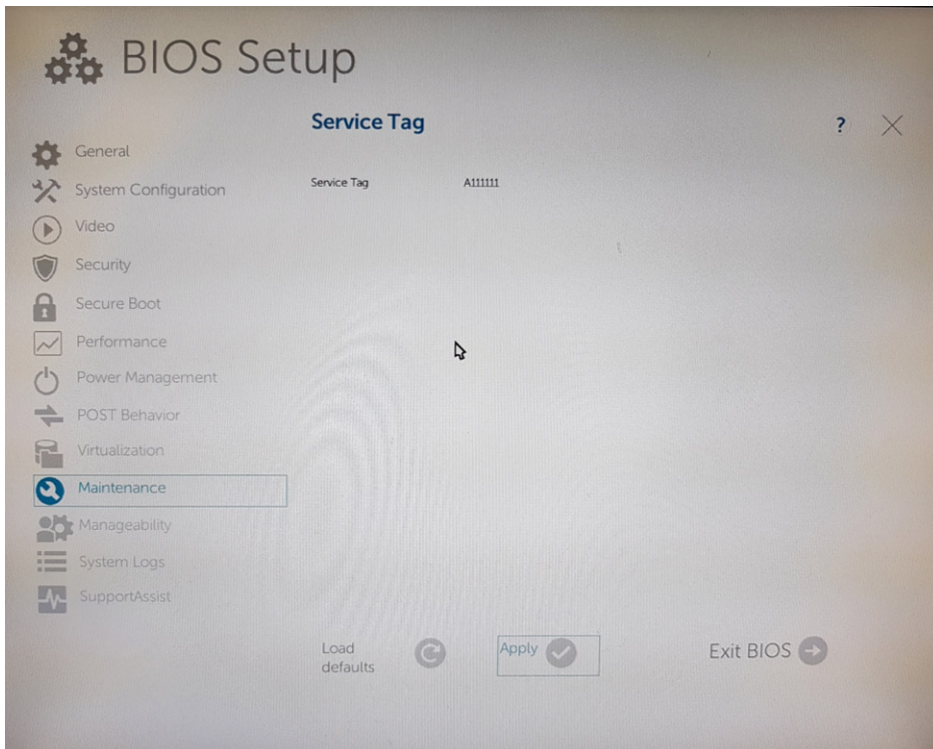 BIOS Setup
Service Tag
?
General
System Configuration
Video
Security
Secure Boot
Performance
Power Management
POST Behavior
Virtualization
Maintenance
Manageability
System Logs
SupportAssist
Service Tag A111111
Load
defaults
Apply
Exit BIOS